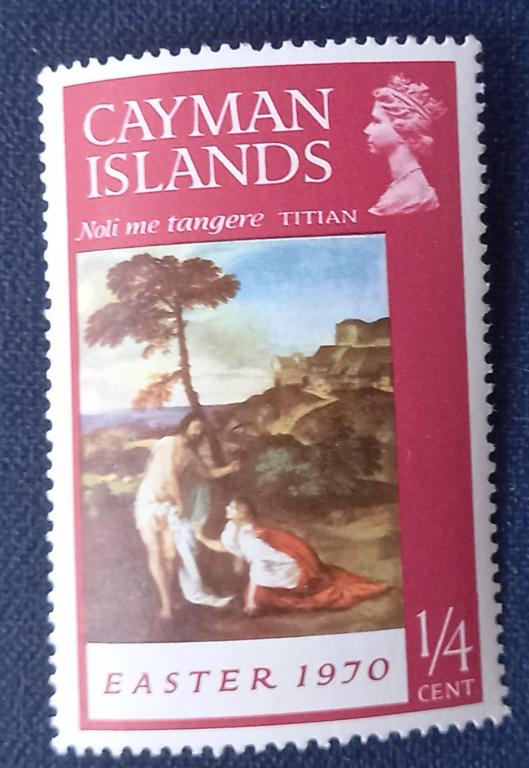 CAYMAN
ISLANDS
Noli me tangere TITIAN
EASTER 1970
1/4
CENT